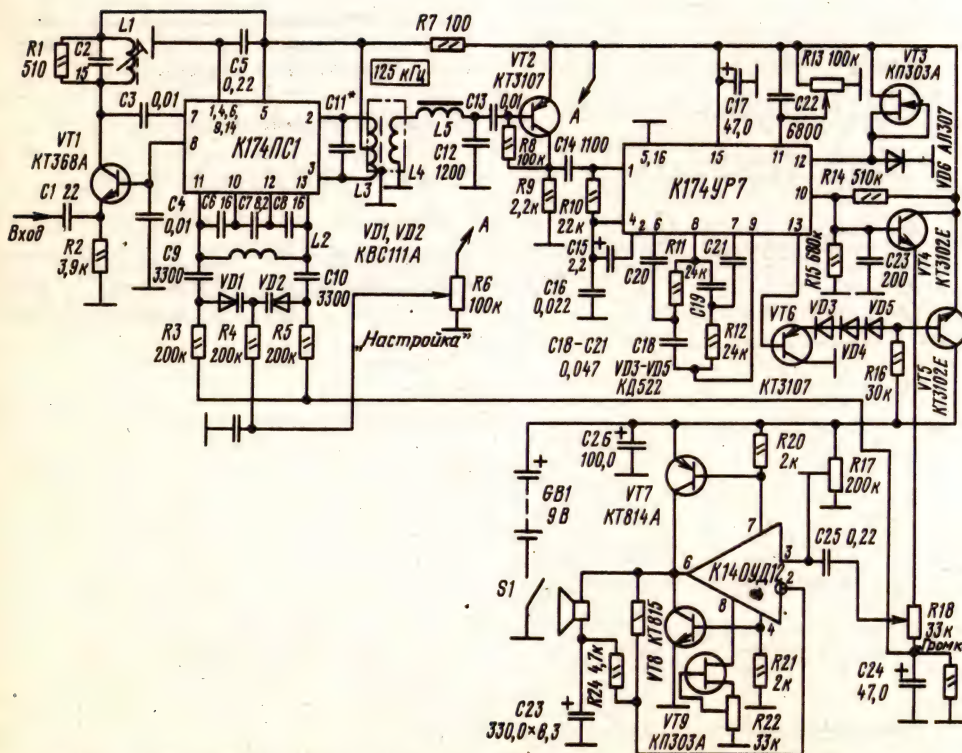 R1
510
C2
15
L1
C3 0,01
C5
0,22
R7 100
125 кГц
VT1
КТ368А
C1 22
Вход
R2
3,9к
C4
0,01
7
8
1,4,6,
9,14
5
2
3
К174ПС1
11 10 12 13
C6 16 C7 8,2 C8 16
L2
C9
3300
VD1 VD2
C10
3300
R3
200к
R4
200к
R5
200к
VD1, VD2
КВС111А
A
R6
100к
„Настройка”
C11*
L3
L4
L5
C12
1200
C13
0,01
VT2
КТ3107
A
R8
100к
R9
2,2к
C14 1100
R10
22к
C15
2,2
C16
0,022
C17
47,0
C22
6800
R13 100к
VT3
КП303А
VD6 АЛ307
1
5,16
15
11
12
10
К174УР7
4
2 6 8 7 9 13
C20
R11
24к
C21
C19
C18
R12
24к
C18-C21
0,047
VD3-VD5
КД522
R14 510к
R15 680к
C23
200
VT4
КТ3102Е
VT6
КТ3107
VD3
VD5
VD4
R16
30к
VT5
КТ3102Е
GB1
9В
S1
C26
100,0
VT7
КТ814А
R20
2к
R17
200к
7
6
3
2
8
4
К140УД12
C25 0,22
R18
33к
Громк
C24
47,0
VT8 КТ815
R24 4,7к
C23
330,0×6,3
VT9
КП303А
R21
2к
R22
33к